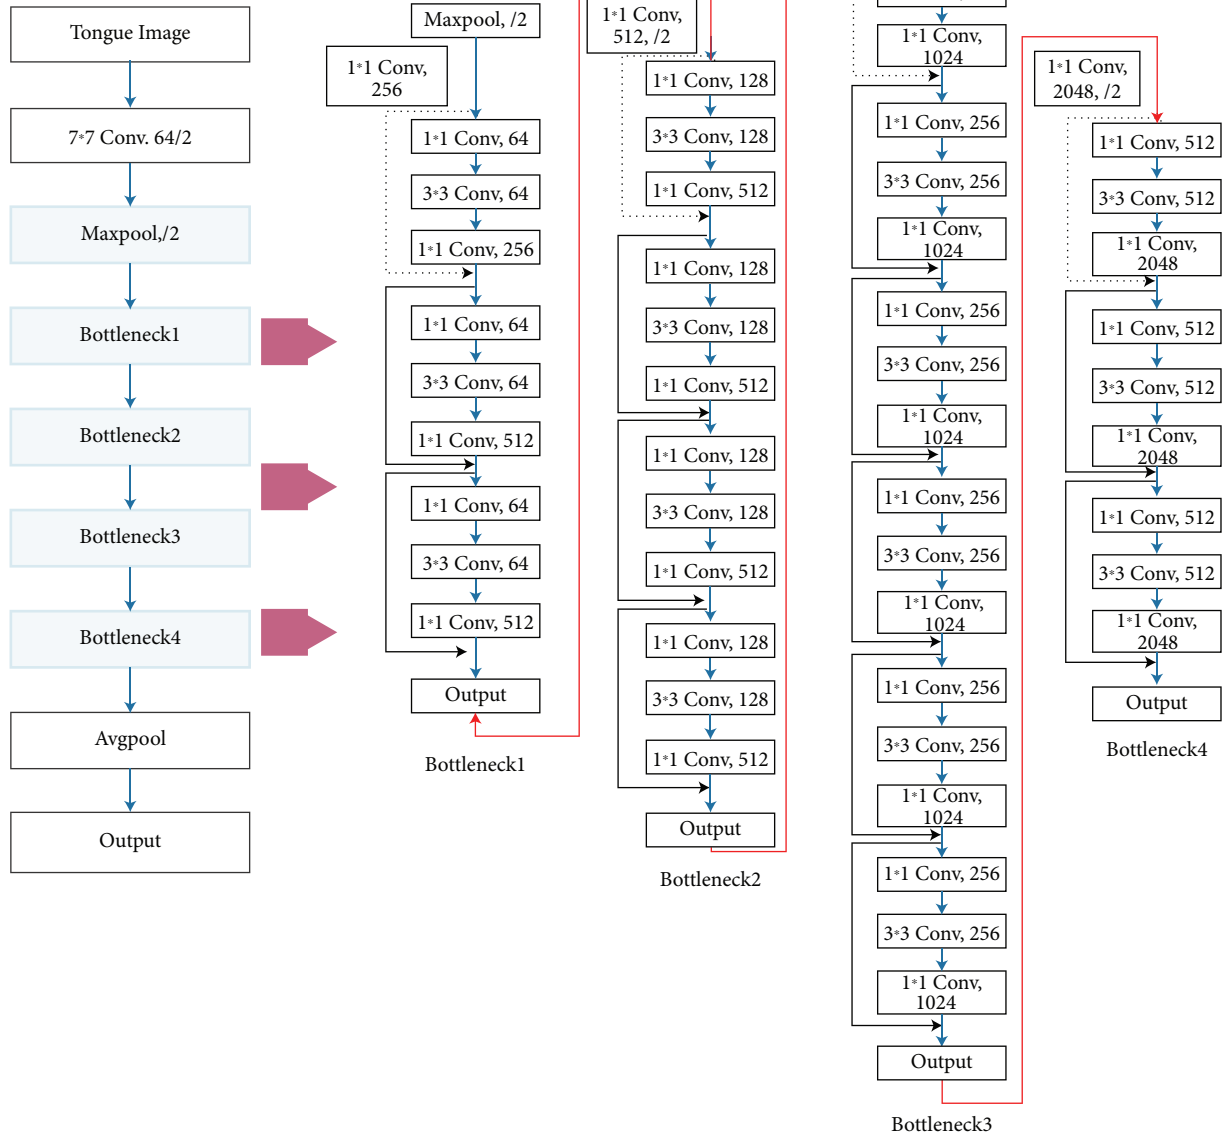 Tongue Image
7*7 Conv. 64/2
Maxpool,/2
Bottleneck1
Bottleneck2
Bottleneck3
Bottleneck4
Avgpool
Output
Maxpool, /2
1*1 Conv,
256
1*1 Conv, 64
3*3 Conv, 64
1*1 Conv, 256
1*1 Conv, 64
3*3 Conv, 64
1*1 Conv, 512
1*1 Conv, 64
3*3 Conv, 64
1*1 Conv, 512
Output
Bottleneck1
1*1 Conv,
512, /2
1*1 Conv, 128
3*3 Conv, 128
1*1 Conv, 512
1*1 Conv, 128
3*3 Conv, 128
1*1 Conv, 512
1*1 Conv, 128
3*3 Conv, 128
1*1 Conv, 512
1*1 Conv, 128
3*3 Conv, 128
1*1 Conv, 512
Output
Bottleneck2
1*1 Conv,
1024
1*1 Conv, 256
3*3 Conv, 256
1*1 Conv,
1024
1*1 Conv, 256
3*3 Conv, 256
1*1 Conv,
1024
1*1 Conv, 256
3*3 Conv, 256
1*1 Conv,
1024
1*1 Conv, 256
3*3 Conv, 256
1*1 Conv,
1024
1*1 Conv, 256
3*3 Conv, 256
1*1 Conv,
1024
Output
Bottleneck3
1*1 Conv,
2048, /2
1*1 Conv, 512
3*3 Conv, 512
1*1 Conv,
2048
1*1 Conv, 512
3*3 Conv, 512
1*1 Conv,
2048
1*1 Conv, 512
3*3 Conv, 512
1*1 Conv,
2048
Output
Bottleneck4